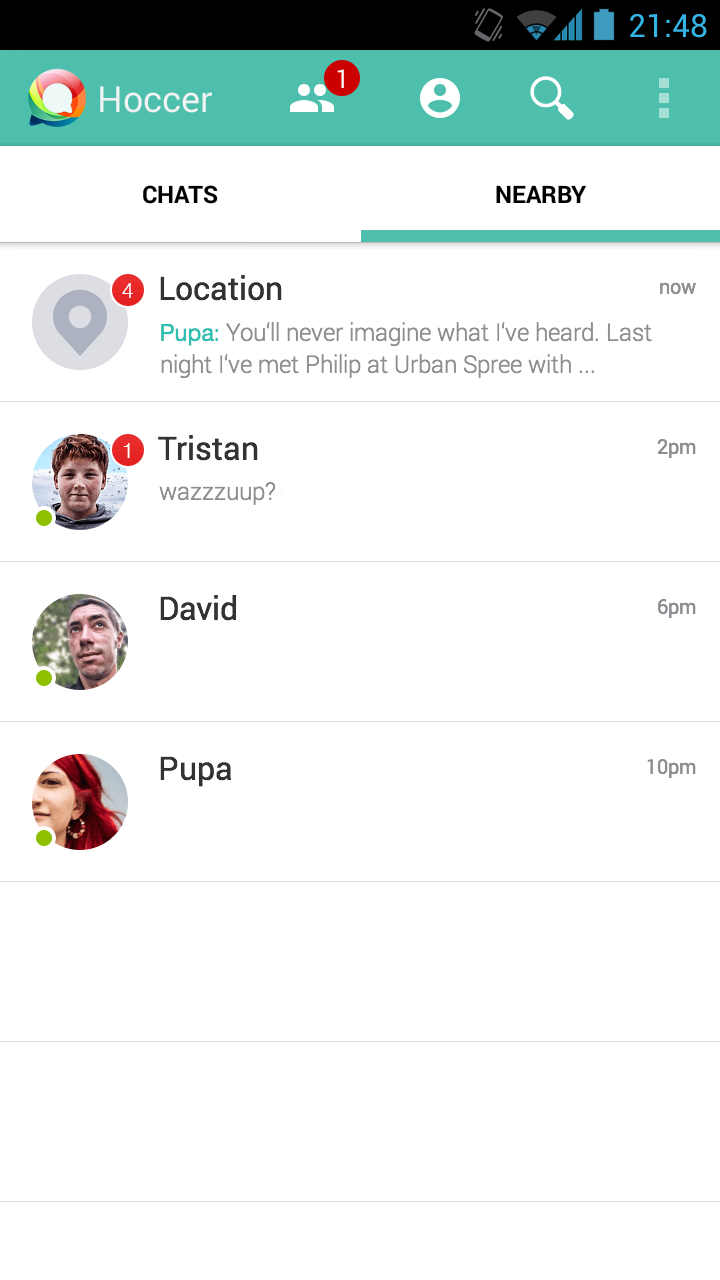 21:48
Hoccer
1
CHATS
NEARBY
4
Location
now
Pupa: You‘ll never imagine what I‘ve heard. Last
night I‘ve met Philip at Urban Spree with ...
1
Tristan
2pm
wazzzuup?
David
6pm
Pupa
10pm